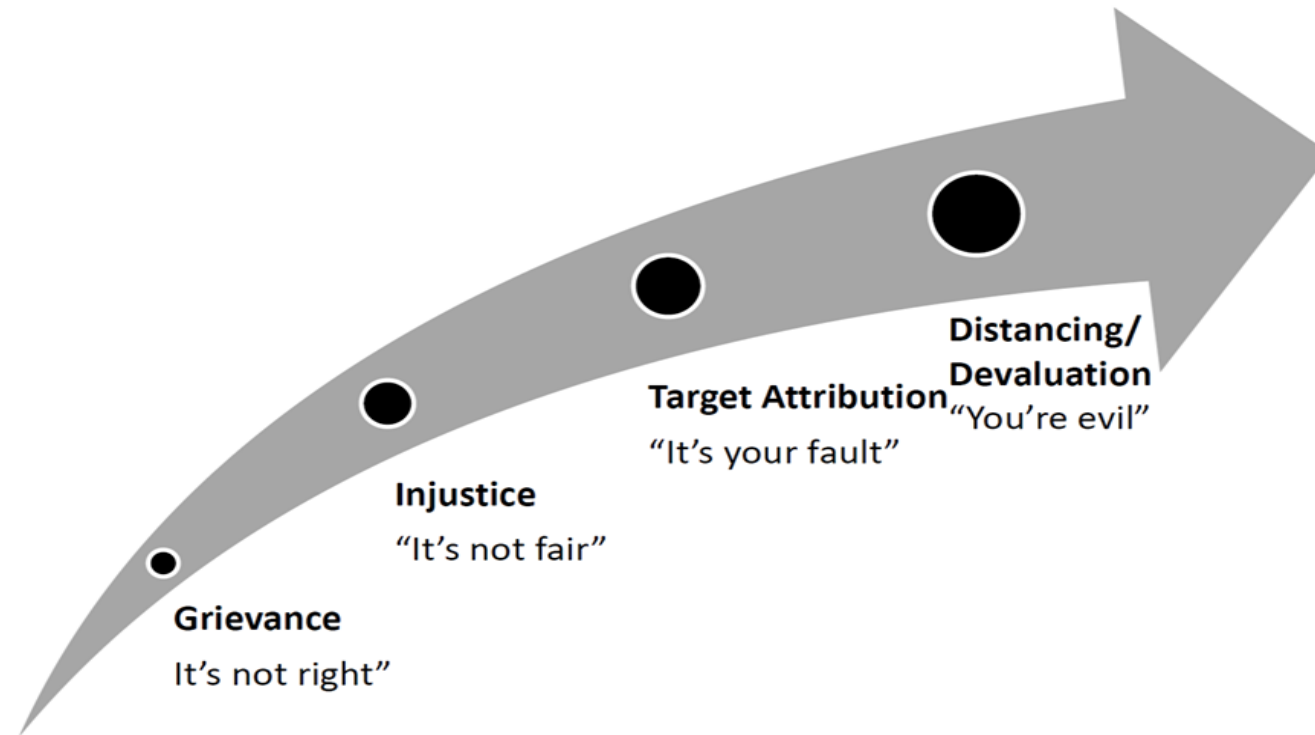 Grievance
It’s not right”
Injustice
“It’s not fair”
Target Attribution
“It’s your fault”
Distancing/
Devaluation
“You’re evil”